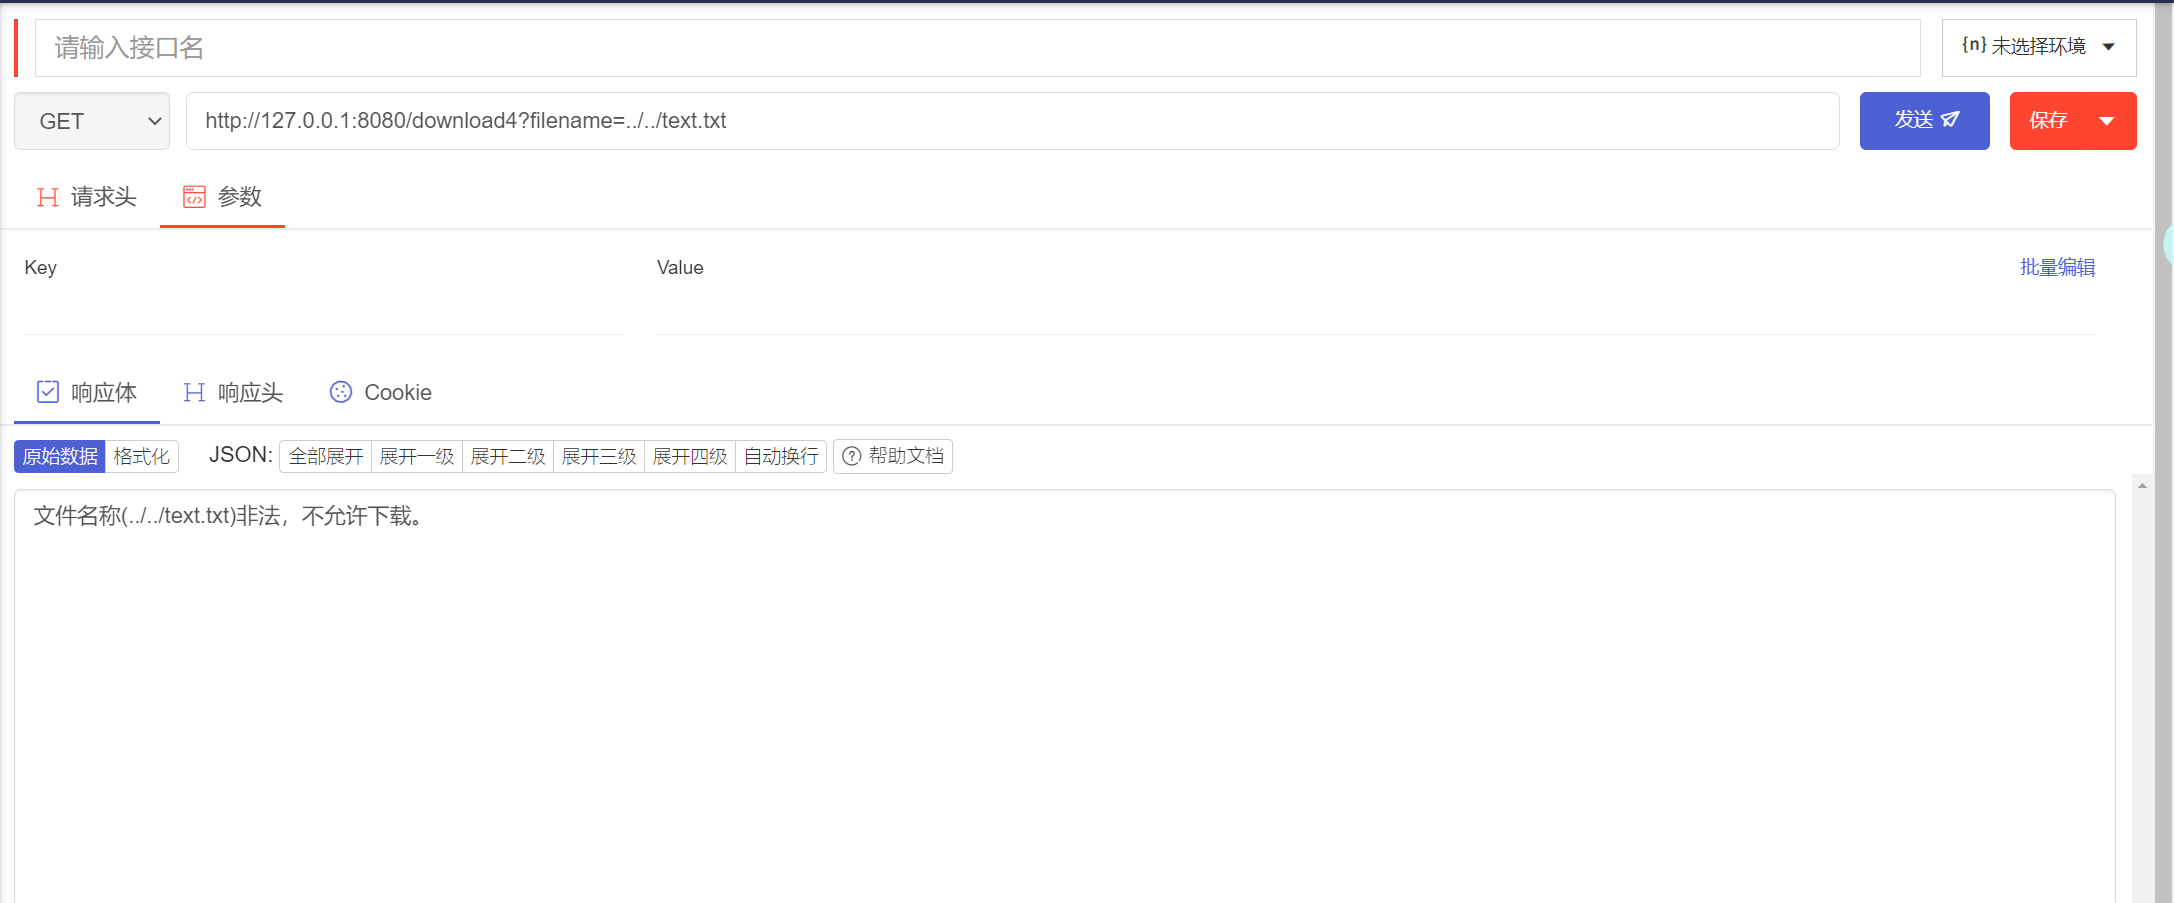 请输入接口名
{n} 未选择环境
GET
http://127.0.0.1:8080/download4?filename=../../text.txt
发送
保存
请求头
参数
Key
Value
批量编辑
响应体
响应头
Cookie
原始数据 格式化 JSON: 全部展开 展开一级 展开二级 展开三级 展开四级 自动换行 帮助文档
文件名称(../../text.txt)非法，不允许下载。